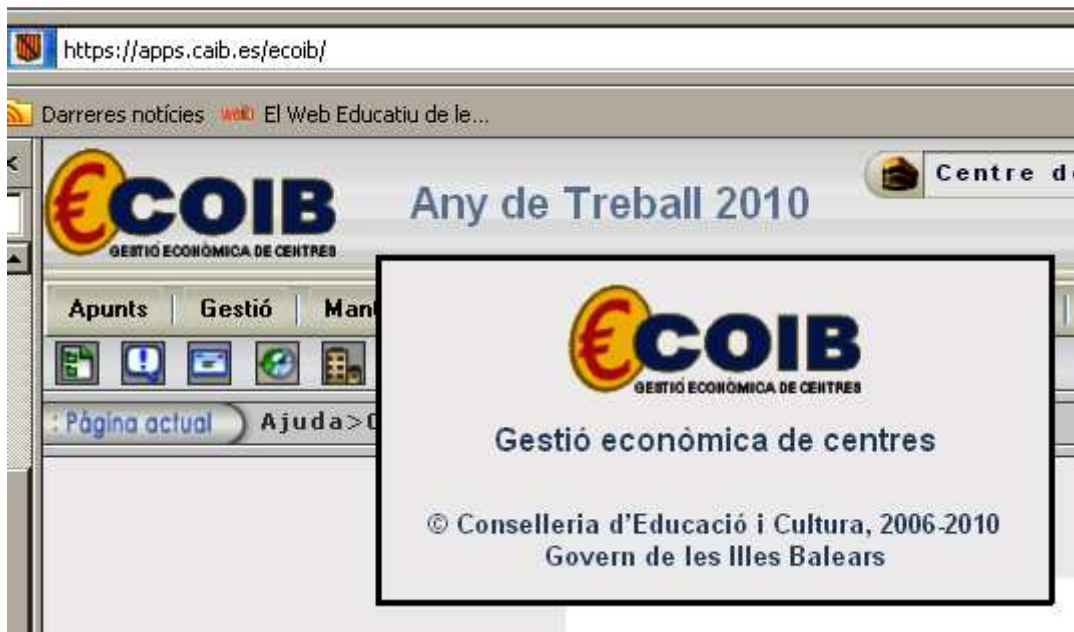 https://apps.caib.es/ecoib/
Darreres notícies web El Web Educatiu de le...
€COIB
GESTIÓ ECONÒMICA DE CENTRES
Any de Treball 2010
Centre d
Apunts Gestió
: Página actual Ajuda>
€COIB
GESTIÓ ECONÒMICA DE CENTRES
Gestió econòmica de centres
© Conselleria d'Educació i Cultura, 2006-2010
Govern de les Illes Balears